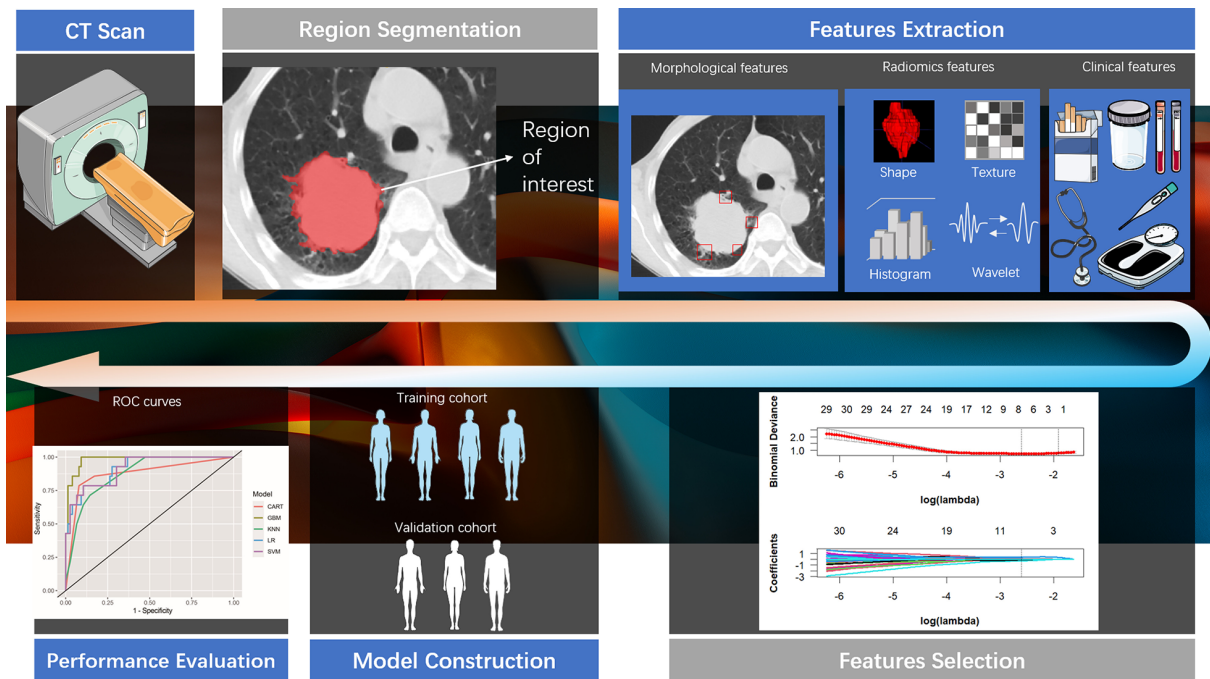 CT Scan
Region Segmentation
Features Extraction
Region
of
interest
Morphological features
Radiomics features
Clinical features
Shape
Texture
Histogram
Wavelet
ROC curves
Sensitivity
1.00
0.75
0.50
0.25
0.00
0.00
0.25
0.50
0.75
1.00
1 - Specificity
Model
CART
GBM
KNN
LR
SVM
Performance Evaluation
Training cohort
Validation cohort
Model Construction
29 30 29 24 27 24 19 17 12 9 8 6 3 1
Binomial Deviance
2.0
1.0
-6 -5 -4 -3 -2
log(lambda)
30 24 19 11 3
Coefficients
1
-1
-3
-6 -5 -4 -3 -2
log(lambda)
Features Selection